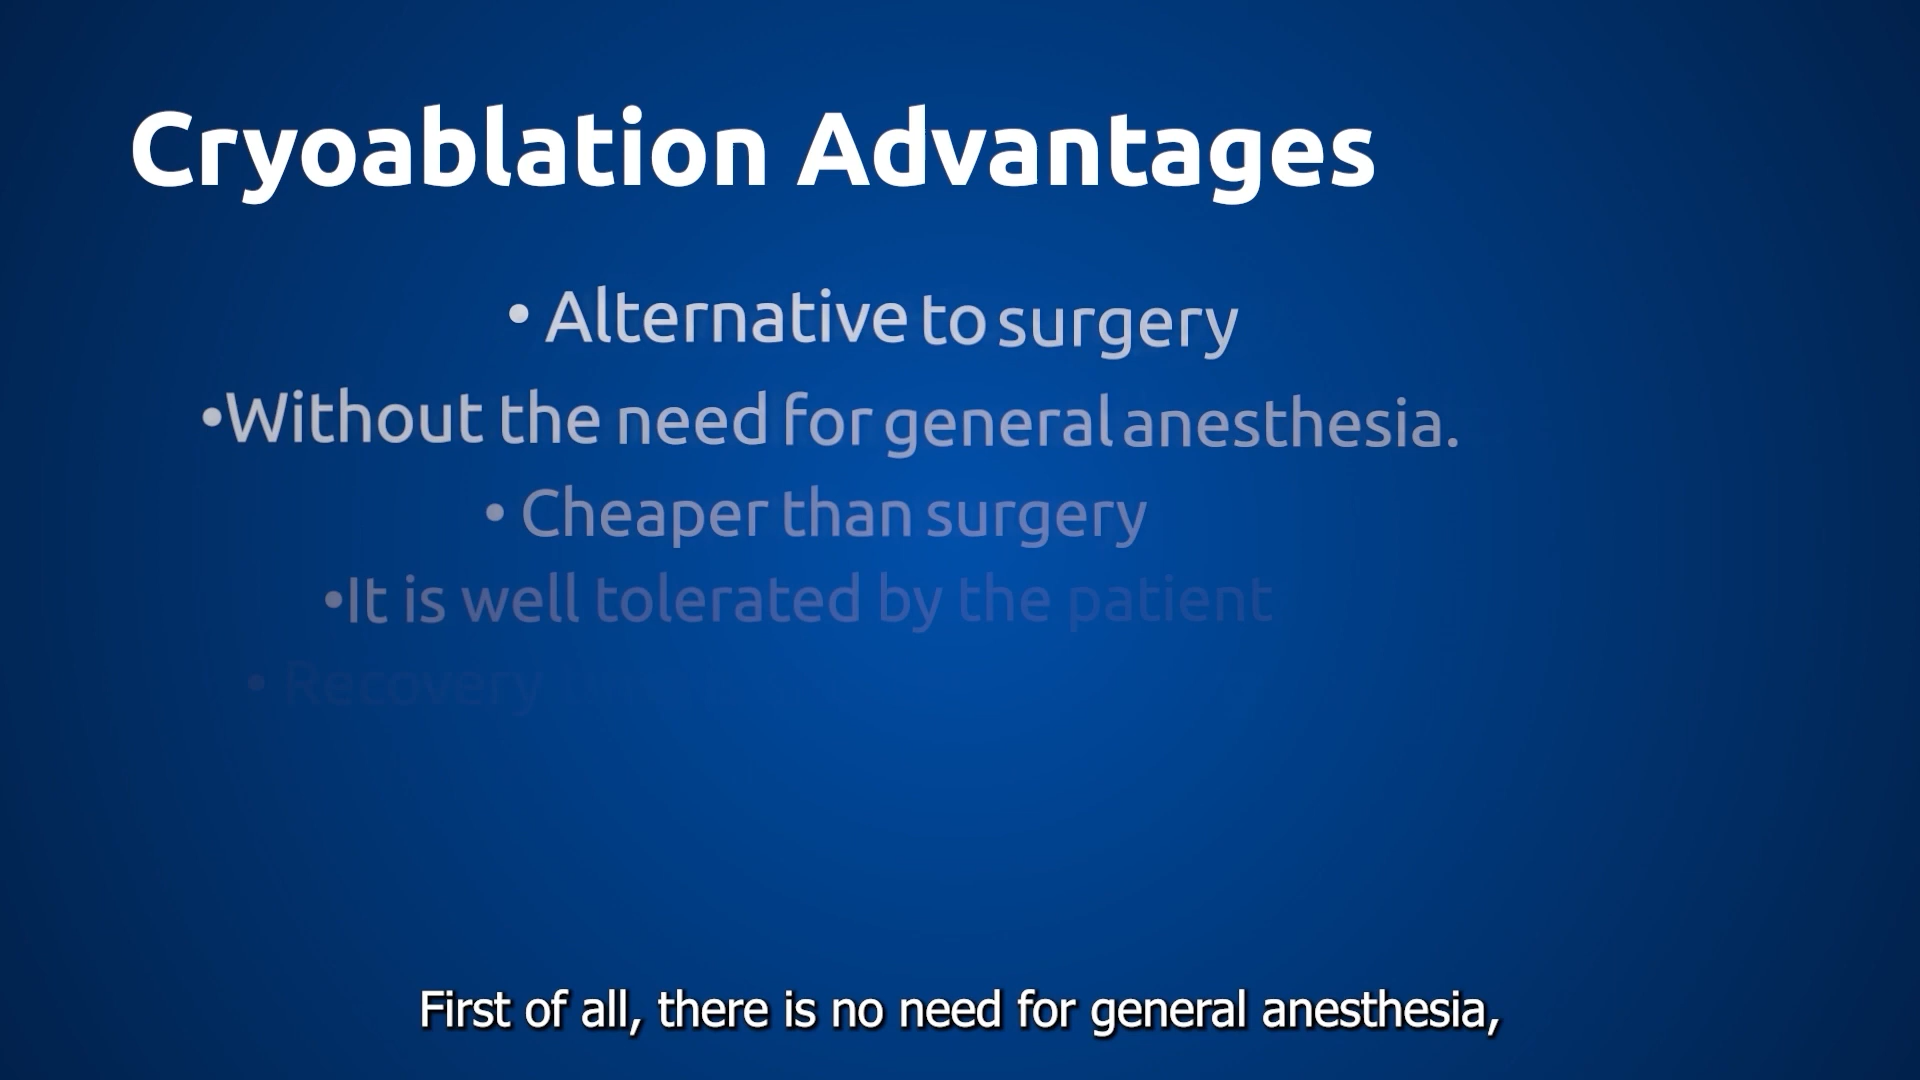 Cryoablation Advantages
• Alternative to surgery
•Without the need for general anesthesia.
• Cheaper than surgery
•It is well tolerated by the patient
• Recovery
First of all, there is no need for general anesthesia,